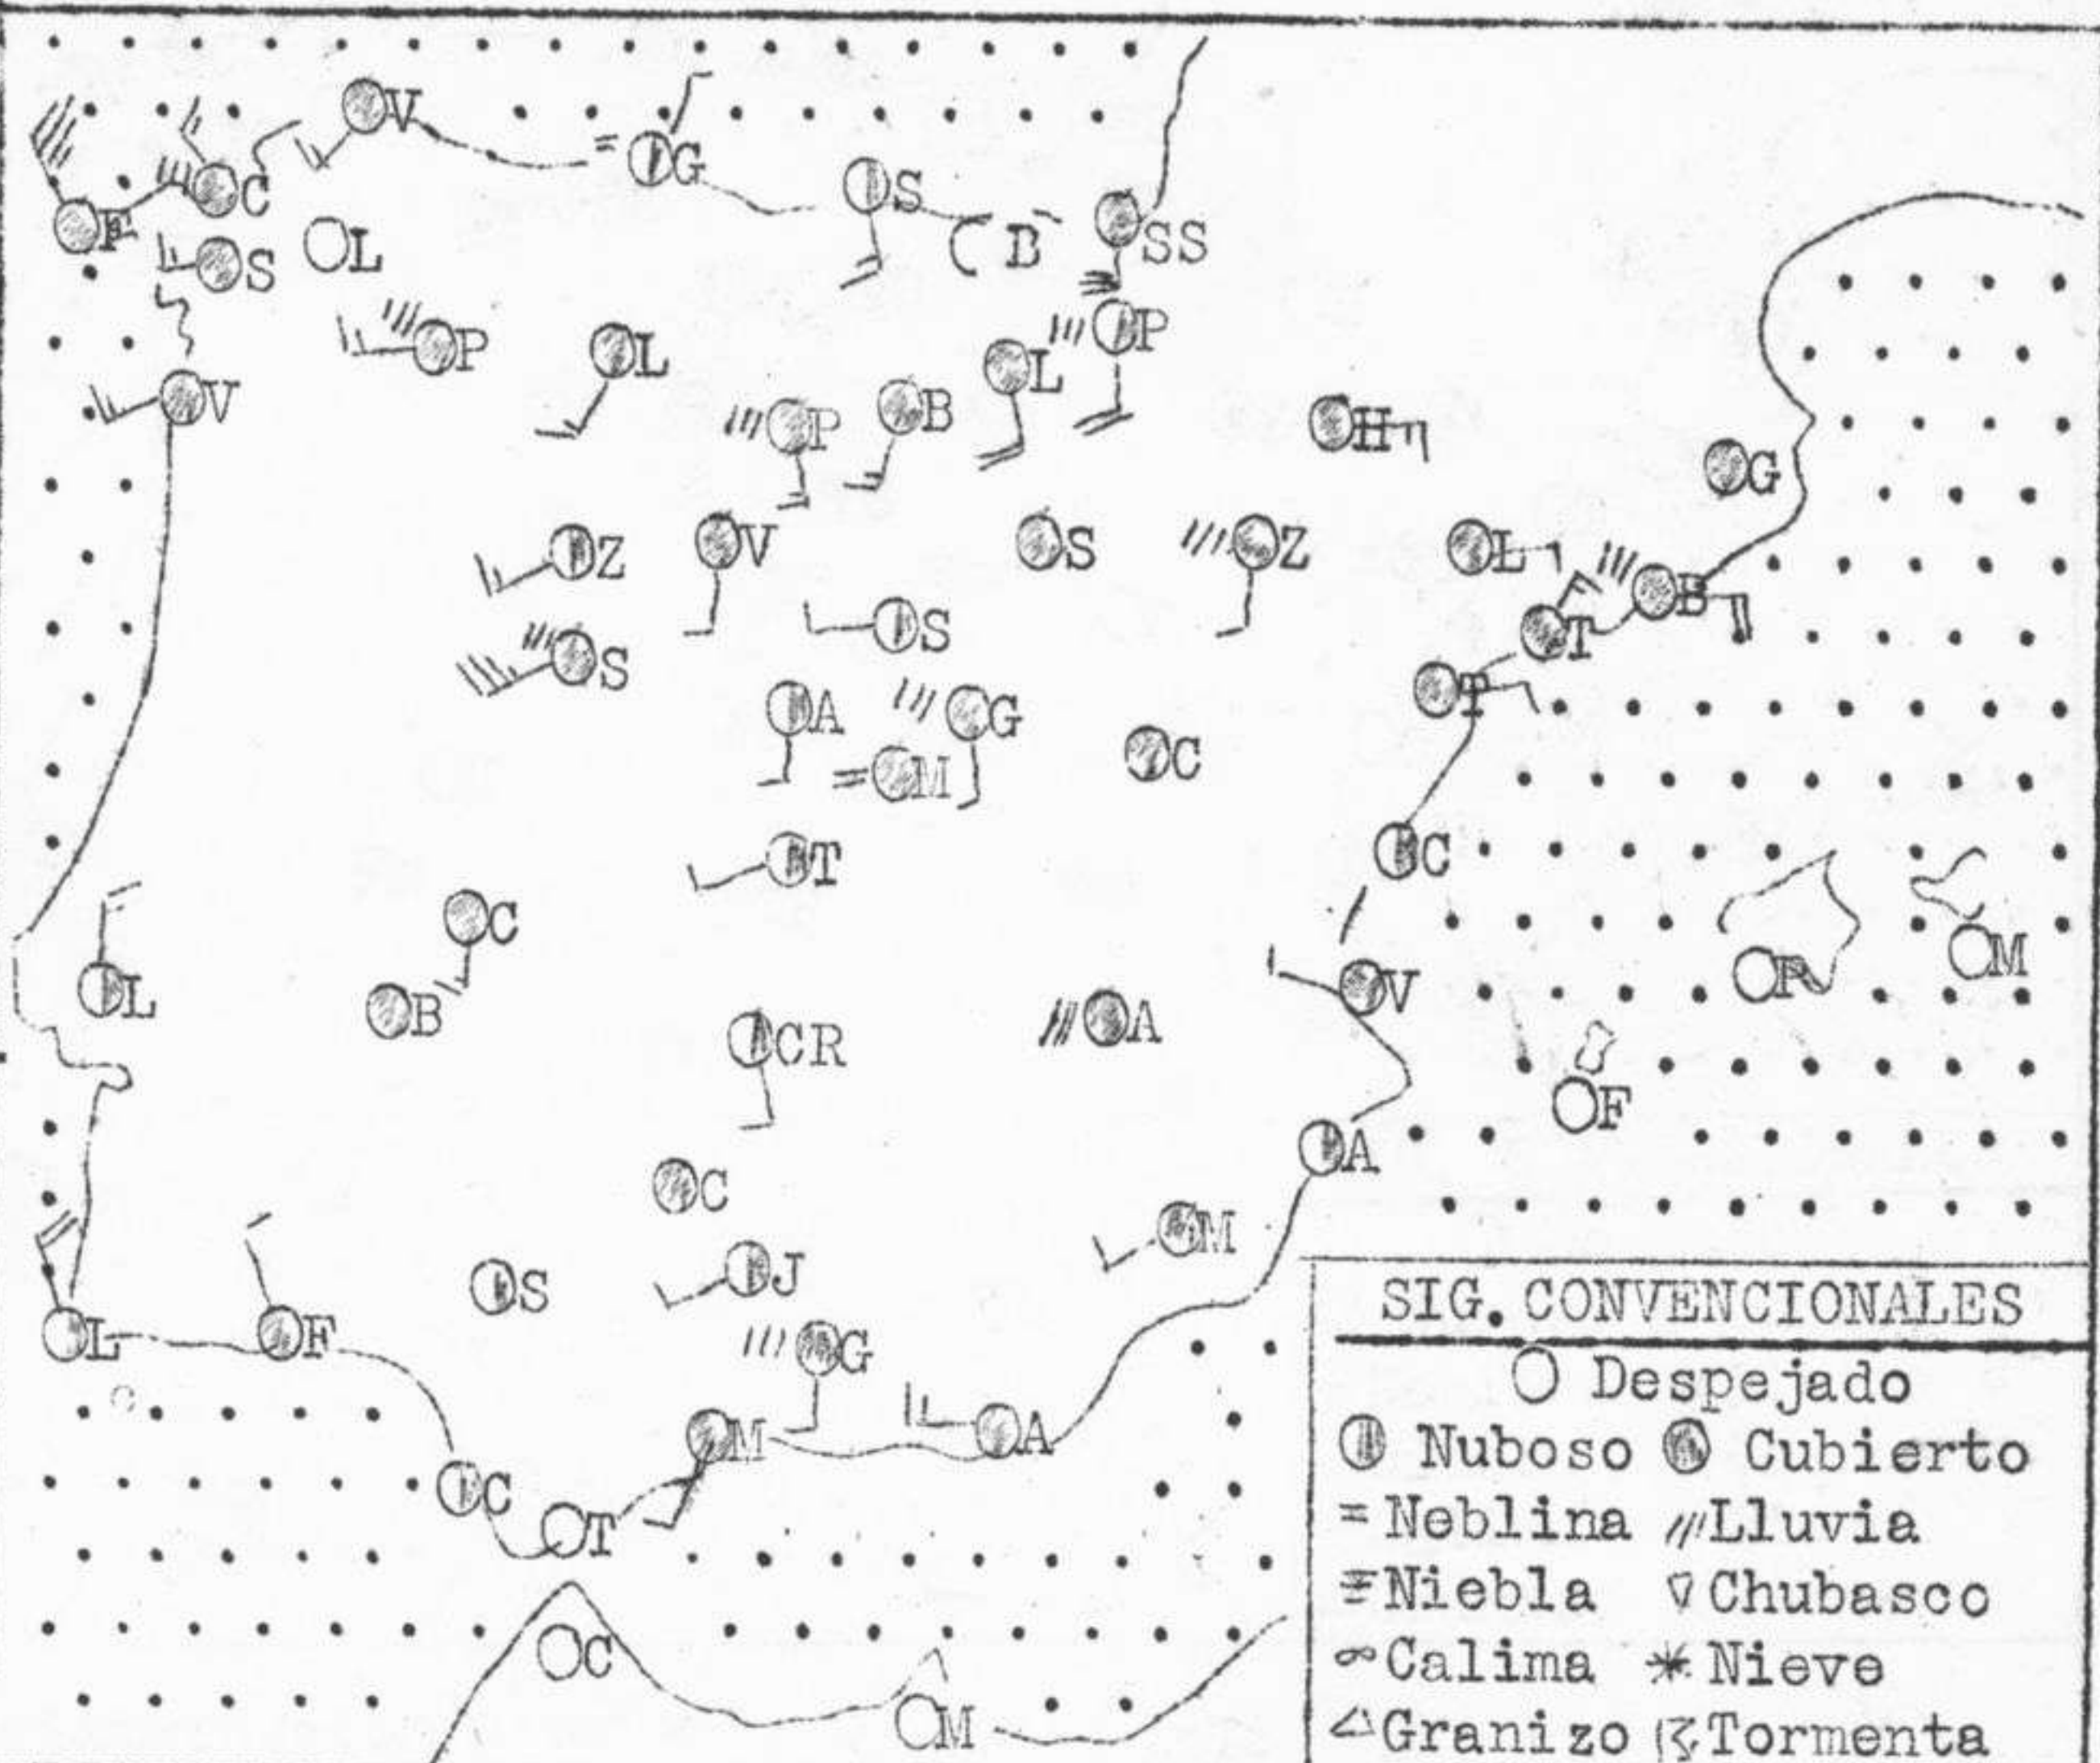 V
G
S
C
F
SS
B
S
L
P
L
P
L
V
P
B
H
G
Z
V
S
Z
L
B
S
T
S
A
G
T
M
C
T
C
C
M
L
B
V
R
CR
A
F
A
C
M
J
S
L
F
G
M
A
C
T
C
M
SIG. CONVENCIONALES
Despejado
Nuboso Cubierto
= Neblina Lluvia
Niebla Chubasco
Calima Nieve
Granizo Tormenta